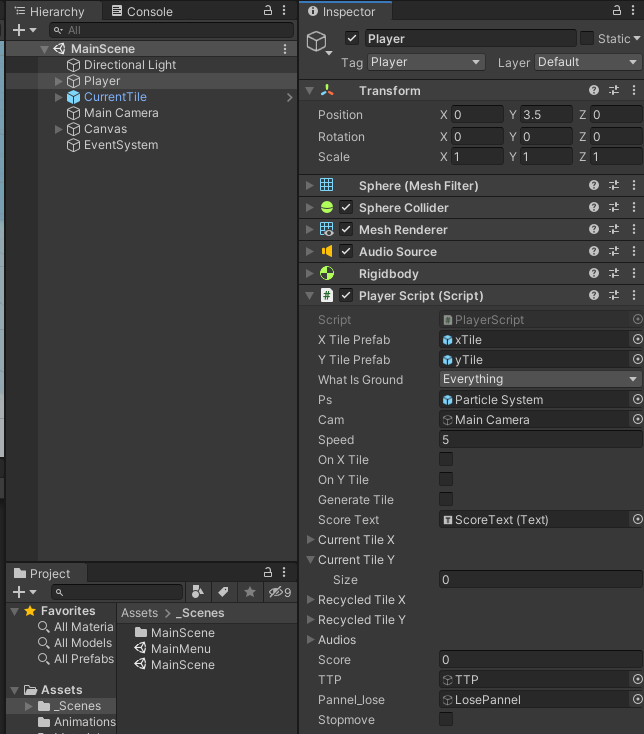 Hierarchy
Console
All
MainScene
Directional Light
Player
CurrentTile
Main Camera
Canvas
EventSystem
Project
9
Favorites
All Materia
All Models
All Prefabs
Assets
_Scenes
Animations
Assets > _Scenes
MainScene
MainMenu
MainScene
Inspector
Player
Static
Tag Player Layer Default
Transform
Position X 0 Y 3.5 Z 0
Rotation X 0 Y 0 Z 0
Scale X 1 Y 1 Z 1
Sphere (Mesh Filter)
Sphere Collider
Mesh Renderer
Audio Source
Rigidbody
Player Script (Script)
Script PlayerScript
X Tile Prefab xTile
Y Tile Prefab yTile
What Is Ground Everything
Ps Particle System
Cam Main Camera
Speed 5
On X Tile
On Y Tile
Generate Tile
Score Text ScoreText (Text)
Current Tile X
Current Tile Y
Size 0
Recycled Tile X
Recycled Tile Y
Audios
Score 0
TTP TTP
Pannel_lose LosePannel
Stopmove